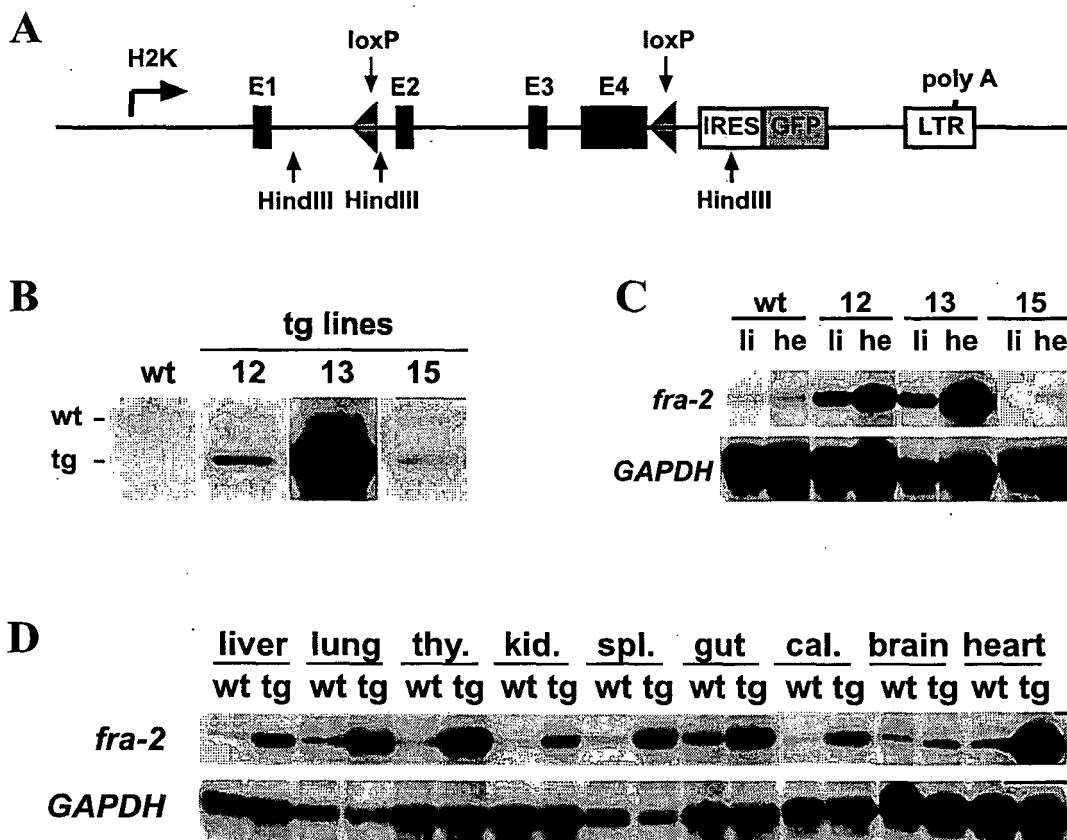 A
H2K
loxP
loxP
E1
E2
E3
E4
poly A
IRES
GFP
LTR
HindIII
HindIII
HindIII
B
tg lines
wt
12
13
15
wt -
tg -
C
wt 12 13 15
li he li he li he li he
fra-2
GAPDH
D
liver lung thy. kid. spl. gut cal. brain heart
wt tg wt tg wt tg wt tg wt tg wt tg wt tg wt tg wt tg
fra-2
GAPDH